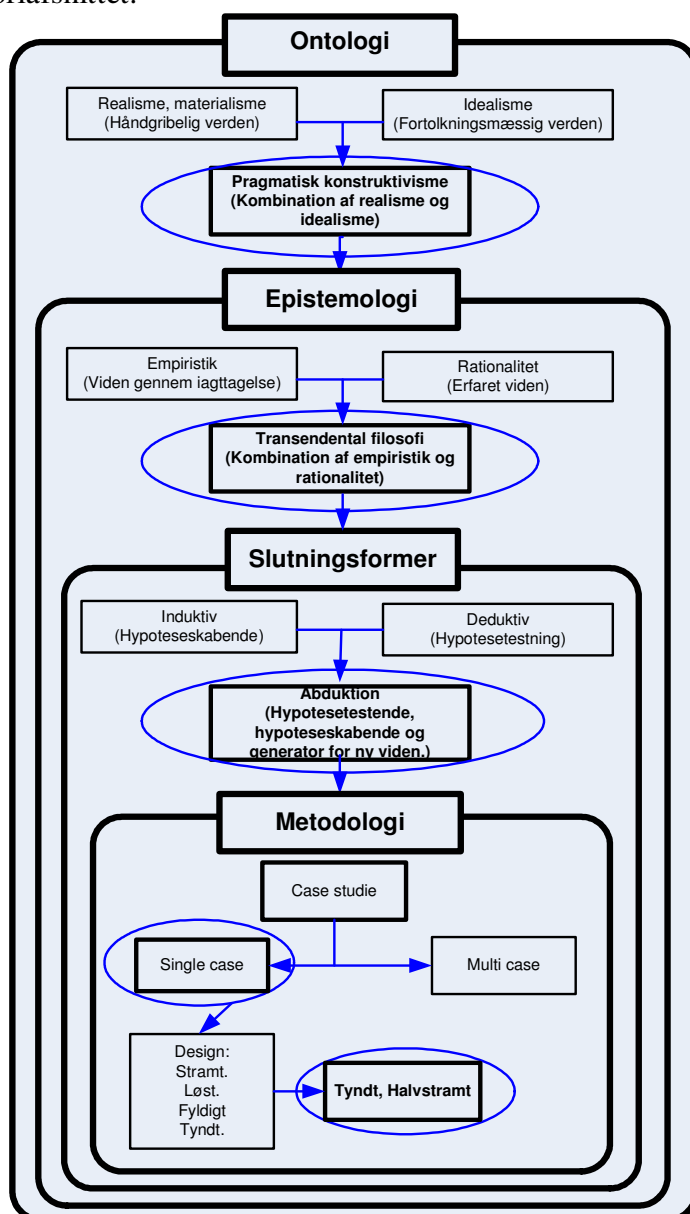 Ontologi
Realisme, materialisme
(Håndgribelig verden)
Idealisme
(Fortolkningsmæssig verden)
Pragmatisk konstruktivisme
(Kombination af realisme og
idealisme)
Epistemologi
Empiristik
(Viden gennem iagttagelse)
Rationalitet
(Erfaret viden)
Transendental filosofi
(Kombination af empiristik og
rationalitet)
Slutningsformer
Induktiv
(Hypoteseskabende)
Deduktiv
(Hypotesetestning)
Abduktion
(Hypotesetestende,
hypoteseskabende og
generator for ny viden.)
Metodologi
Case studie
Single case
Multi case
Design:
Stramt.
Løst.
Fyldigt
Tyndt.
Tyndt, Halvstramt